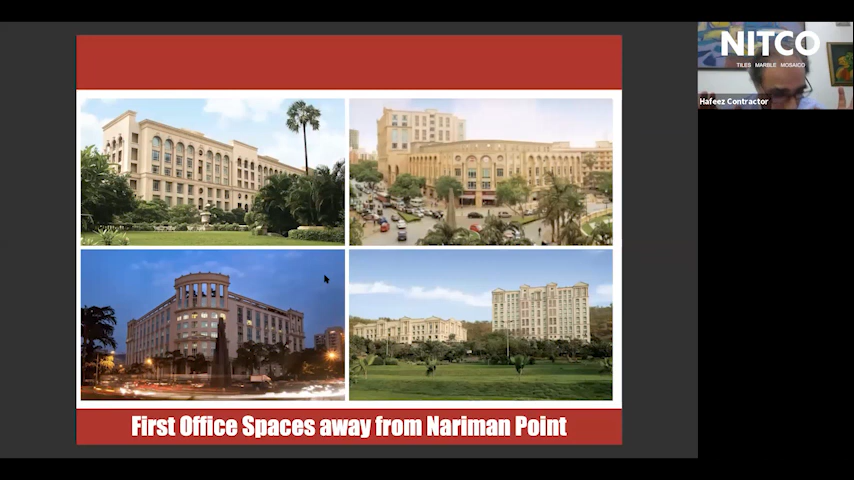 NITCO
TILES MARBLE MOSAICO
Hafeez Contractor
First Office Spaces away from Nariman Point